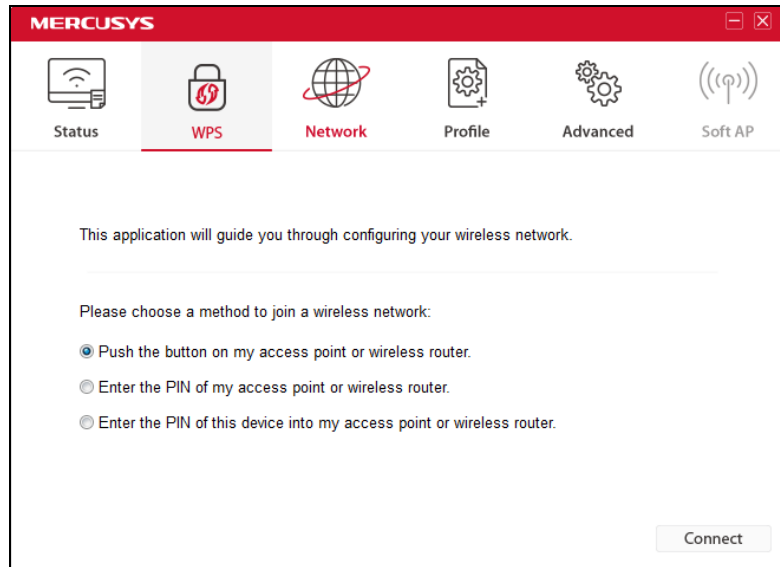 MERCUSYS
Status WPS Network Profile Advanced Soft AP
This application will guide you through configuring your wireless network.
Please choose a method to join a wireless network:
Push the button on my access point or wireless router.
Enter the PIN of my access point or wireless router.
Enter the PIN of this device into my access point or wireless router.
Connect